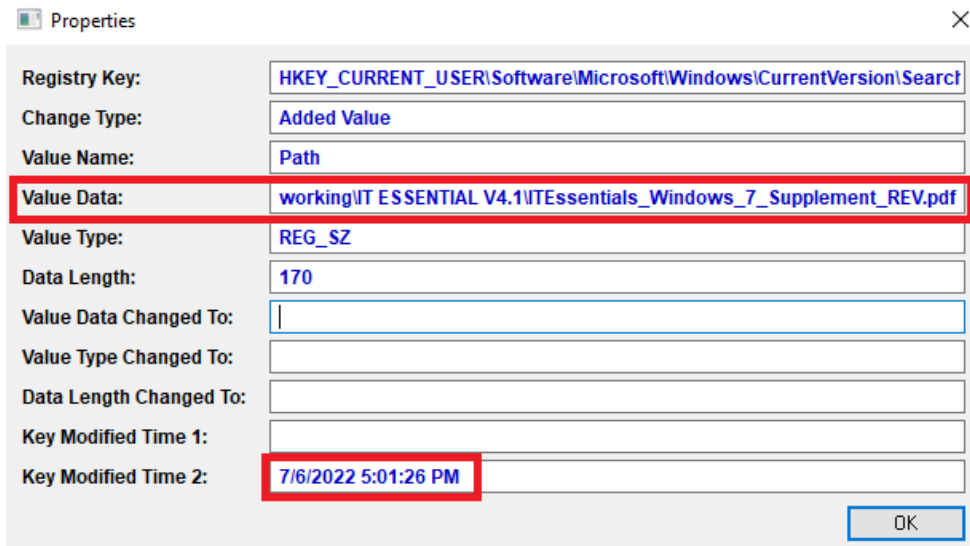 Properties
Registry Key: HKEY_CURRENT_USER\Software\Microsoft\Windows\CurrentVersion\Search
Change Type: Added Value
Value Name: Path
Value Data: working\IT ESSENTIAL V4.1\ITEssentials_Windows_7_Supplement_REV.pdf
Value Type: REG_SZ
Data Length: 170
Value Data Changed To:
Value Type Changed To:
Data Length Changed To:
Key Modified Time 1:
Key Modified Time 2: 7/6/2022 5:01:26 PM
OK